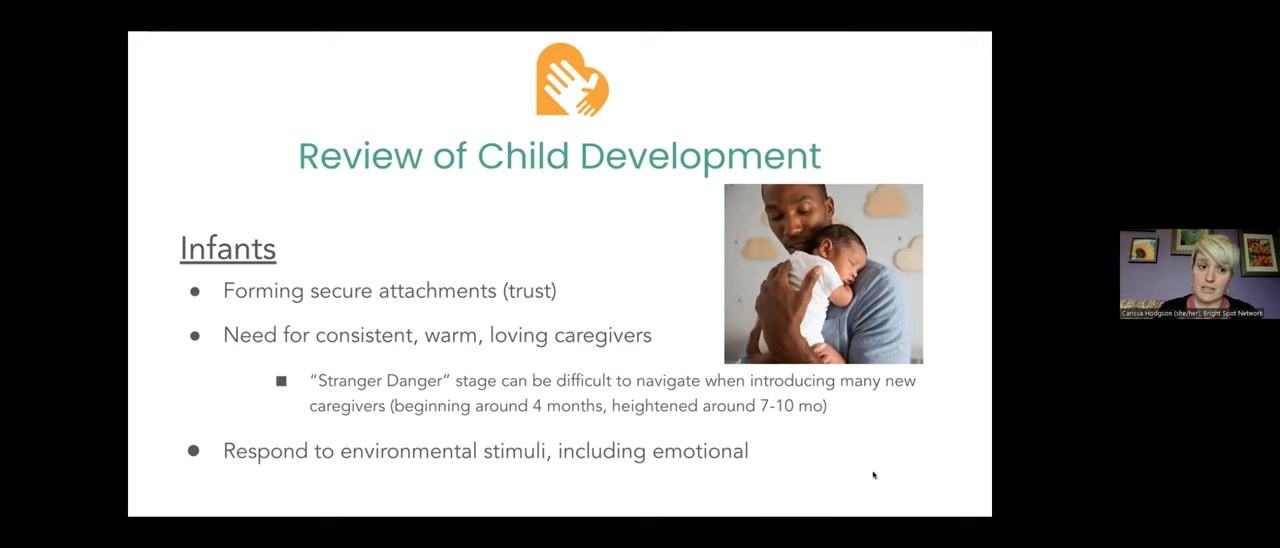 Review of Child Development
Infants
● Forming secure attachments (trust)
● Need for consistent, warm, loving caregivers
■ “Stranger Danger” stage can be difficult to navigate when introducing many new
caregivers (beginning around 4 months, heightened around 7-10 mo)
● Respond to environmental stimuli, including emotional
Carissa Hodgson (she/her), Bright Spot Network